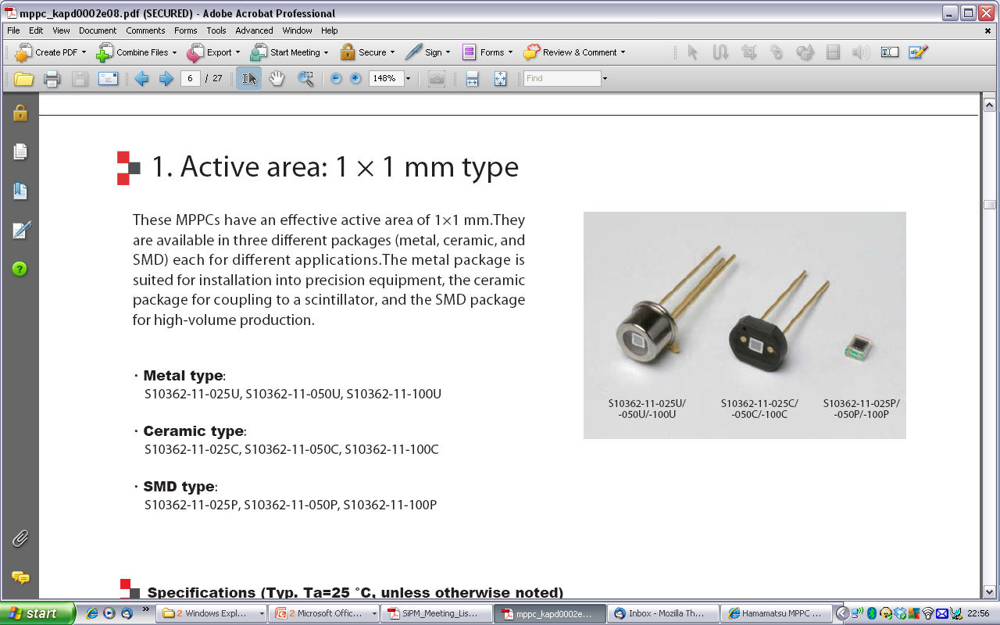 mppc_kapd0002e08.pdf (SECURED) - Adobe Acrobat Professional
File Edit View Document Comments Forms Tools Advanced Window Help
Create PDF Combine Files Export Start Meeting Secure Sign Forms Review & Comment
6 / 27 148% Find
1. Active area: 1 × 1 mm type
These MPPCs have an effective active area of 1×1 mm.They
are available in three different packages (metal, ceramic, and
SMD) each for different applications.The metal package is
suited for installation into precision equipment, the ceramic
package for coupling to a scintillator, and the SMD package
for high-volume production.
· Metal type:
S10362-11-025U, S10362-11-050U, S10362-11-100U
· Ceramic type:
S10362-11-025C, S10362-11-050C, S10362-11-100C
· SMD type:
S10362-11-025P, S10362-11-050P, S10362-11-100P
S10362-11-025U/
-050U/-100U
S10362-11-025C/
-050C/-100C
S10362-11-025P/
-050P/-100P
Specifications (Typ. Ta=25 °C, unless otherwise noted)
start » 2 Windows Expl... 2 Microsoft Offic... SiPM_Meeting_Lis... mppc_kapd0002e0... Inbox - Mozilla Th... Hamamatsu MPPC ... 22:56